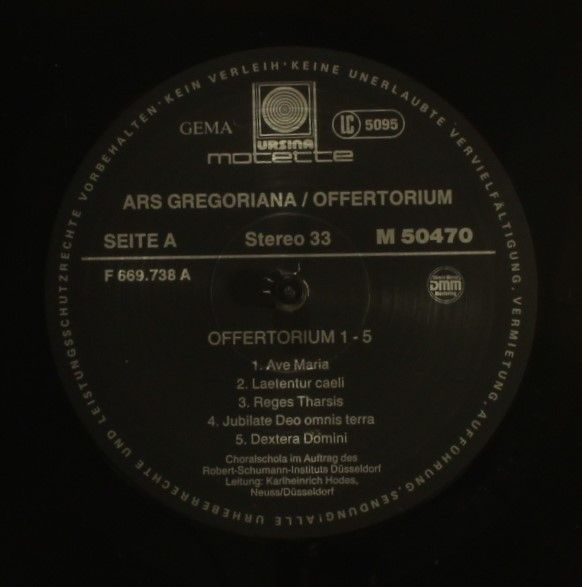 KEIN VERLEIH · KEINE UNERLAUBTE VERVIELFÄLTIGUNG, VERMIETUNG, AUFFÜHRUNG, SENDUNG! ALLE URHEBERRECHTE UND LEISTUNGSSCHUTZRECHTE VORBEHALTEN ·
URSINA
motette
GEMA
LC 5095
ARS GREGORIANA / OFFERTORIUM
SEITE A Stereo 33 M 50470
F 669.738 A
DMM
OFFERTORIUM 1 - 5
1. Ave Maria
2. Laetentur caeli
3. Reges Tharsis
4. Jubilate Deo omnis terra
5. Dextera Domini
Choralschola im Auftrag des
Robert-Schumann-Instituts Düsseldorf
Leitung: Karlheinrich Hodes,
Neuss/Düsseldorf